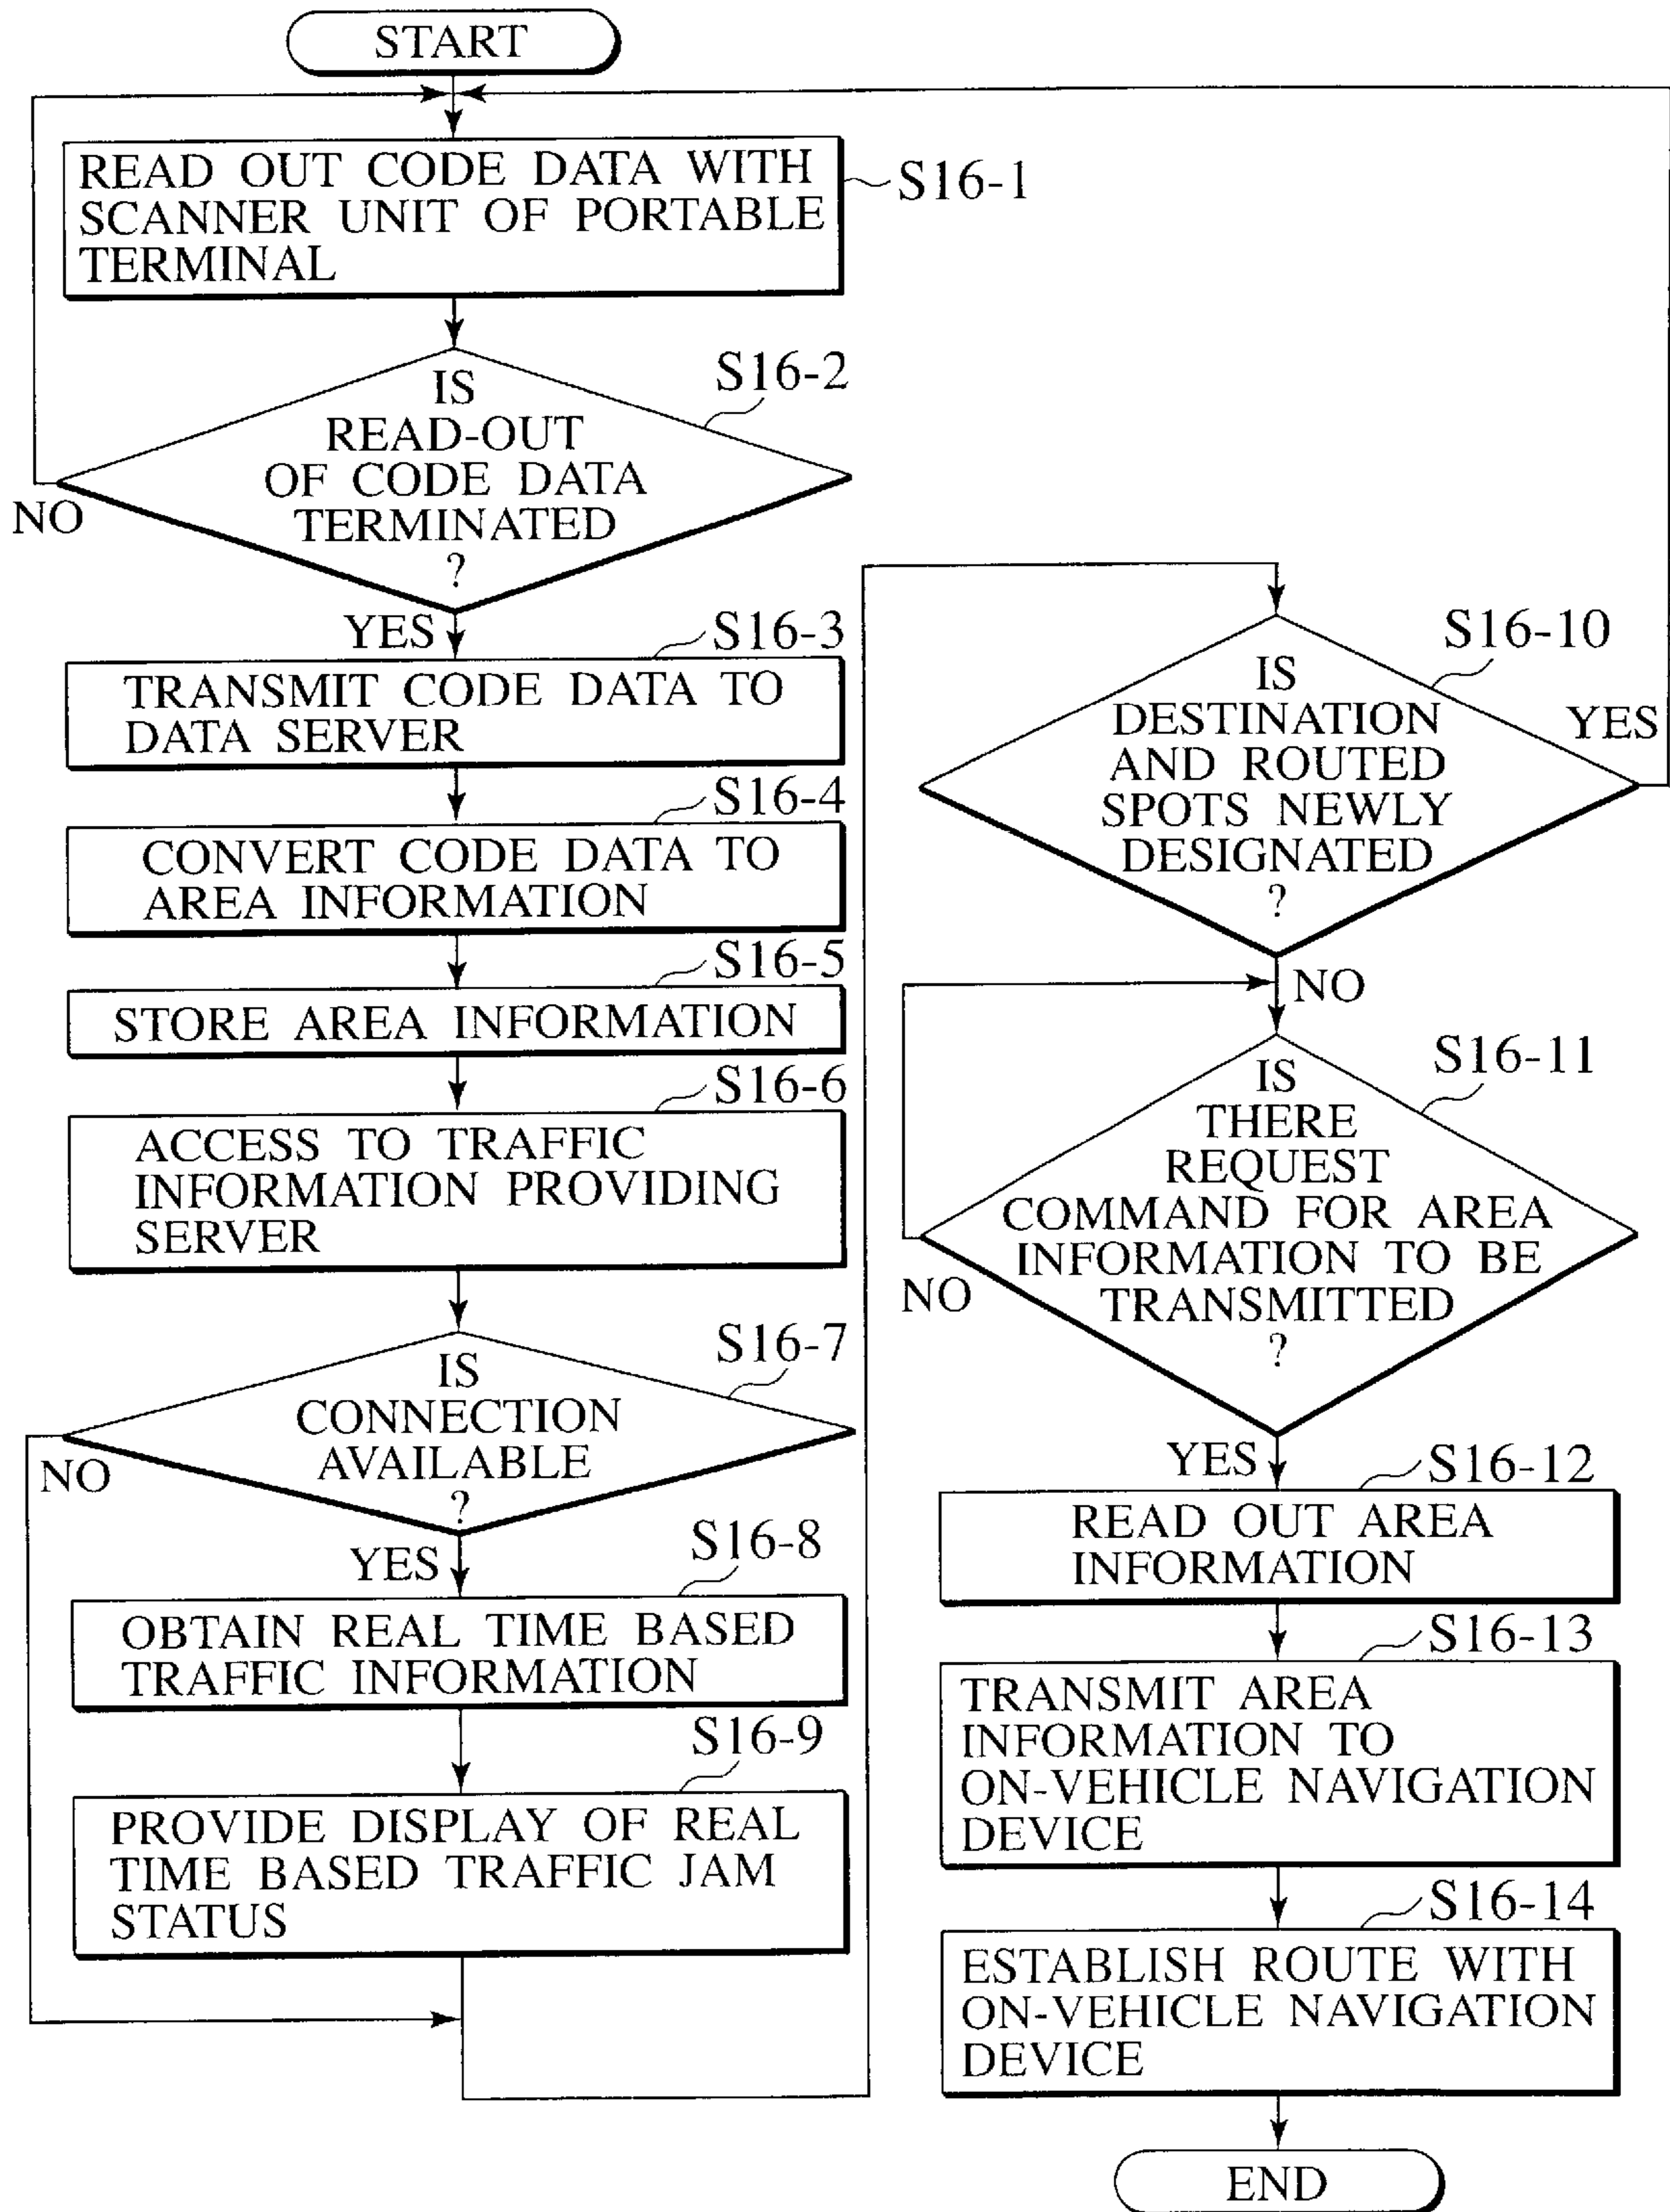 START
READ OUT CODE DATA WITH
SCANNER UNIT OF PORTABLE
TERMINAL
S16-1
IS
READ-OUT
OF CODE DATA
TERMINATED
?
S16-2
NO
YES
S16-3
TRANSMIT CODE DATA TO
DATA SERVER
S16-4
CONVERT CODE DATA TO
AREA INFORMATION
S16-5
STORE AREA INFORMATION
S16-6
ACCESS TO TRAFFIC
INFORMATION PROVIDING
SERVER
S16-7
IS
CONNECTION
AVAILABLE
?
NO
YES
S16-8
OBTAIN REAL TIME BASED
TRAFFIC INFORMATION
S16-9
PROVIDE DISPLAY OF REAL
TIME BASED TRAFFIC JAM
STATUS
S16-10
IS
DESTINATION
AND ROUTED
SPOTS NEWLY
DESIGNATED
?
YES
NO
S16-11
IS
THERE
REQUEST
COMMAND FOR AREA
INFORMATION TO BE
TRANSMITTED
?
NO
YES
S16-12
READ OUT AREA
INFORMATION
S16-13
TRANSMIT AREA
INFORMATION TO
ON-VEHICLE NAVIGATION
DEVICE
S16-14
ESTABLISH ROUTE WITH
ON-VEHICLE NAVIGATION
DEVICE
END